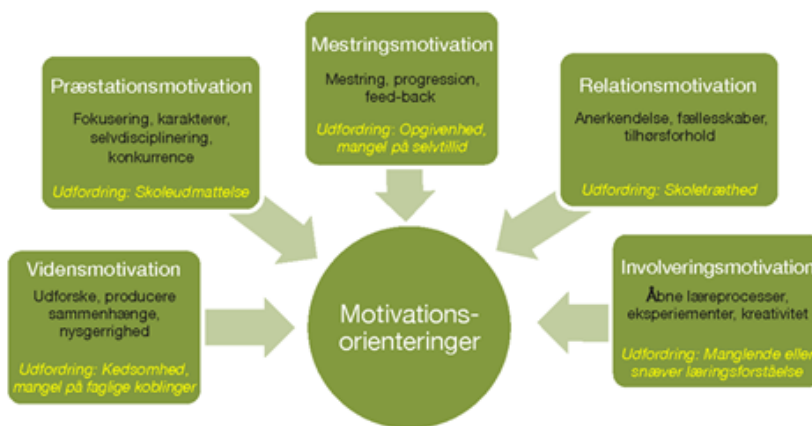 Præstationsmotivation
Fokusering, karakterer,
selvdisciplinering,
konkurrence
Udfordring: Skoleudmattelse
Mestringsmotivation
Mestring, progression,
feed-back
Udfordring: Opgivenhed,
mangel på selvtillid
Relationsmotivation
Anerkendelse, fællesskaber,
tilhørsforhold
Udfordring: Skoletræthed
Vidensmotivation
Udforske, producere
sammenhænge,
nysgerrighed
Udfordring: Kedsomhed,
mangel på faglige koblinger
Motivations-
orienteringer
Involveringsmotivation
Åbne læreprocesser,
eksperiementer, kreativitet
Udfordring: Manglende eller
snæver læringsforståelse